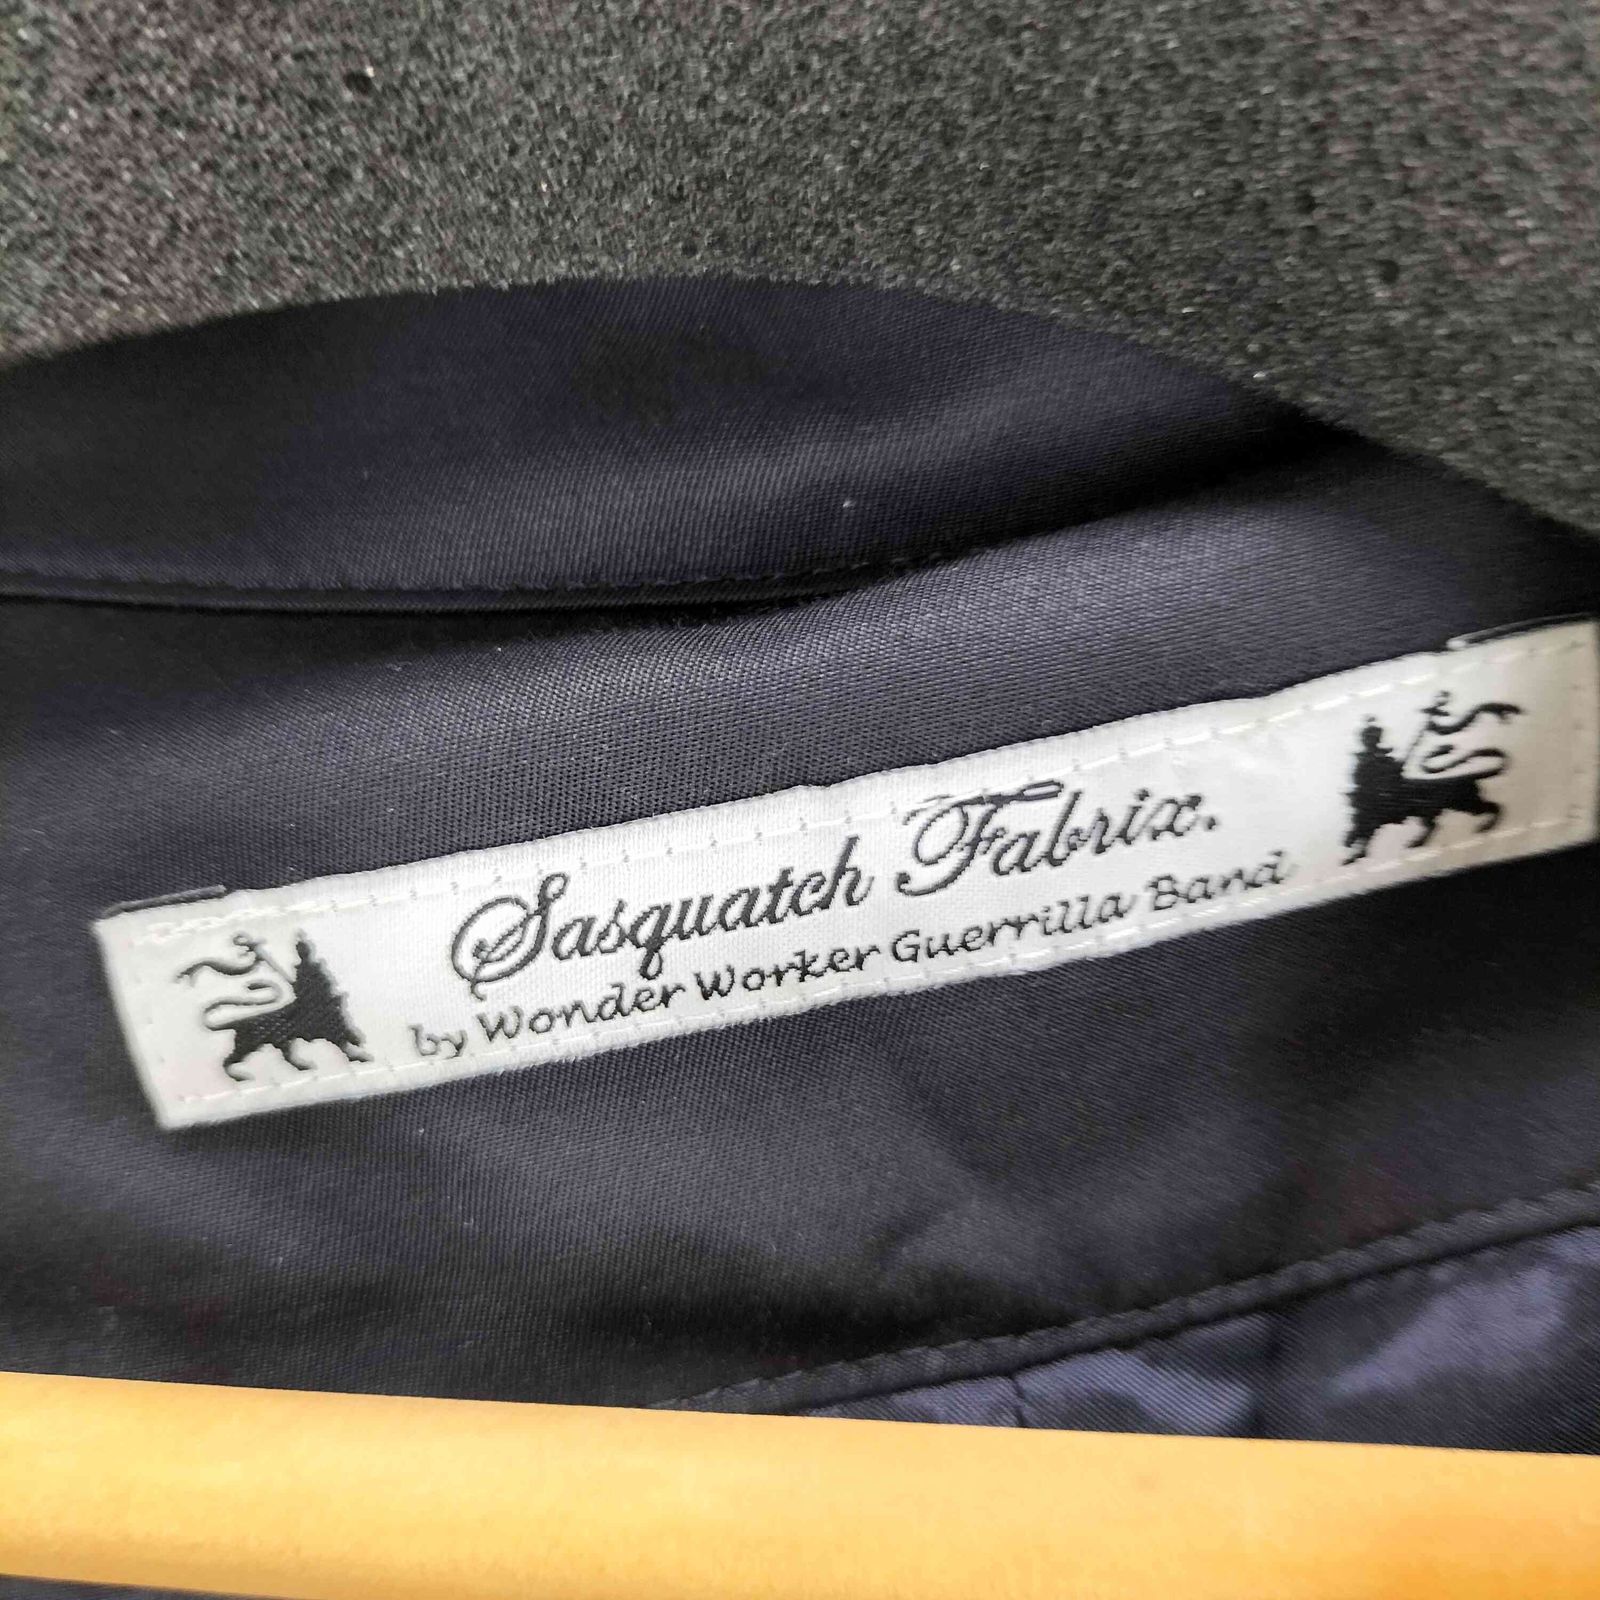 Sasquatch Fabrix.
by Wonder Worker Guerrilla Band